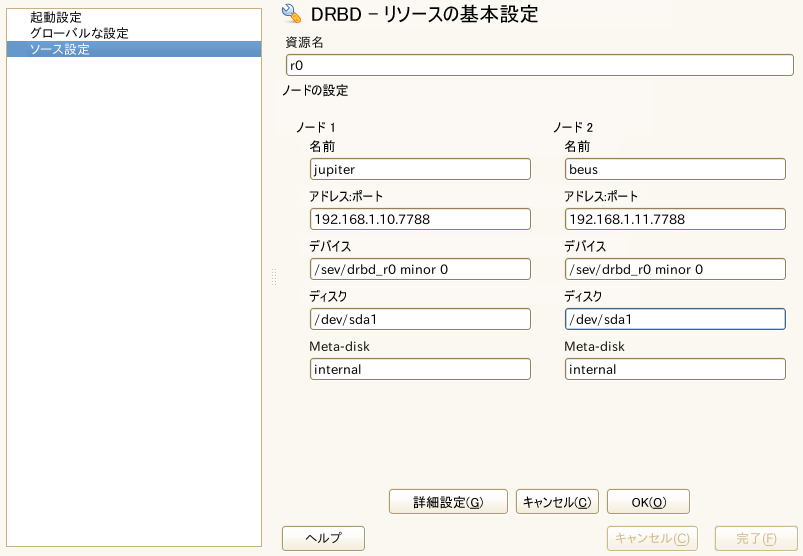 起動設定
グローバルな設定
ソース設定
DRBD – リソースの基本設定
資源名
r0
ノードの設定
ノード 1
ノード 2
名前
名前
jupiter
beus
アドレス:ポート
アドレス:ポート
192.168.1.10.7788
192.168.1.11.7788
デバイス
デバイス
/sev/drbd_r0 minor 0
/sev/drbd_r0 minor 0
ディスク
ディスク
/dev/sda1
/dev/sda1
Meta-disk
Meta-disk
internal
internal
詳細設定(G)
キャンセル(C)
OK(O)
ヘルプ
キャンセル(C)
完了(F)